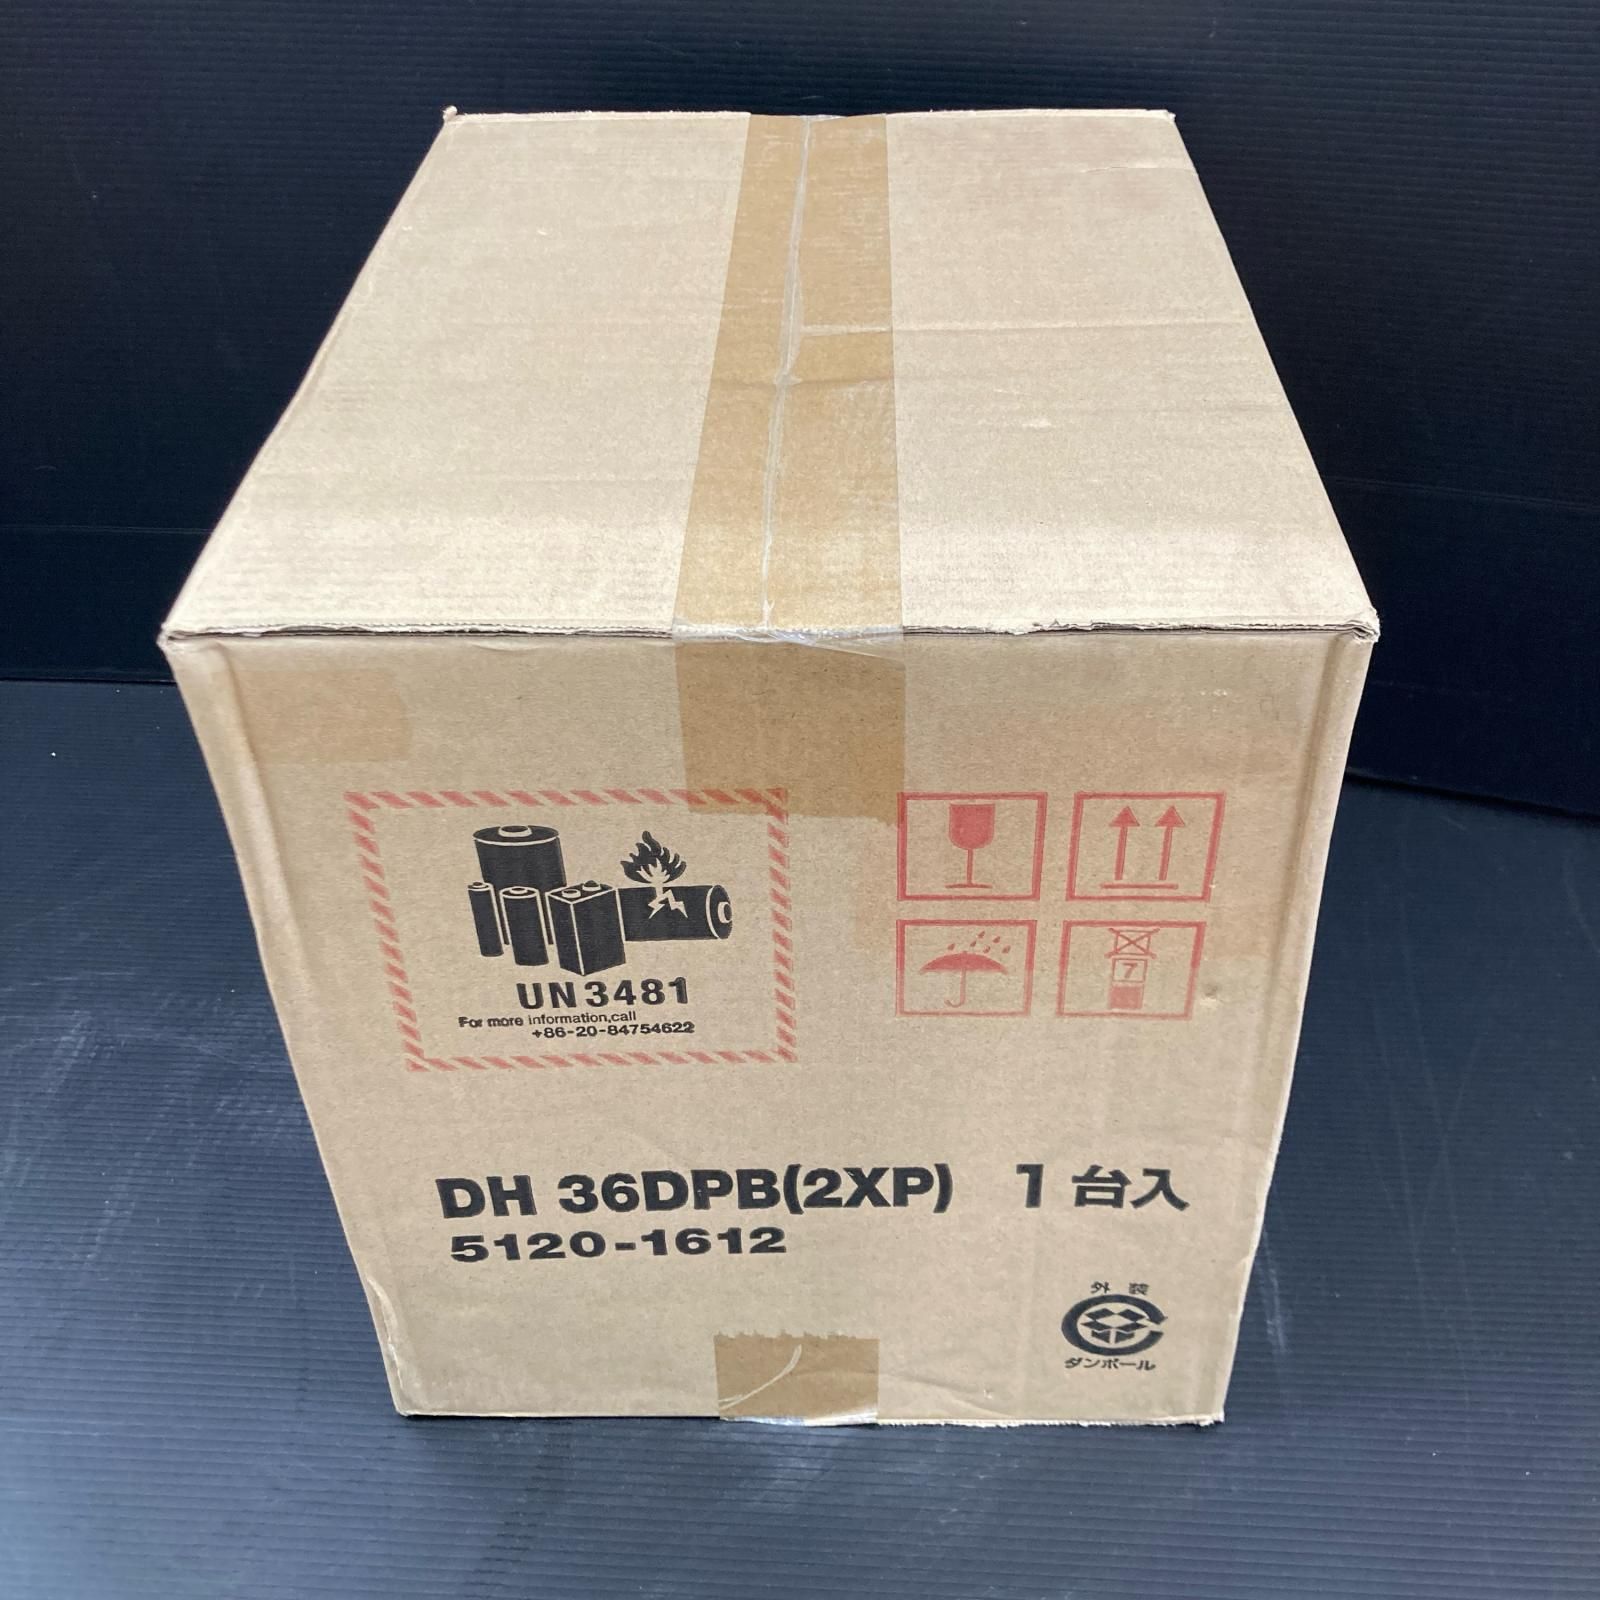 UN3481
For more information,call
+86-20-84754622
7
DH 36DPB(2XP) 1台入
5120-1612
外装
ダンボール